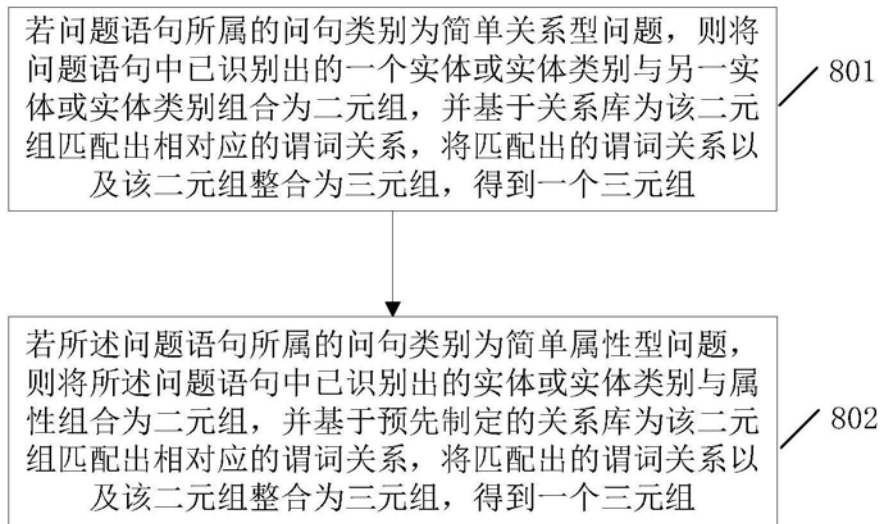 若问题语句所属的问句类别为简单关系型问题，则将
问题语句中已识别出的一个实体或实体类别与另一实
体或实体类别组合为二元组，并基于关系库为该二元
组匹配出相对应的谓词关系，将匹配出的谓词关系以
及该二元组整合为三元组，得到一个三元组
801
若所述问题语句所属的问句类别为简单属性型问题，
则将所述问题语句中已识别出的实体或实体类别与属
性组合为二元组，并基于预先制定的关系库为该二元
组匹配出相对应的谓词关系，将匹配出的谓词关系以
及该二元组整合为三元组，得到一个三元组
802